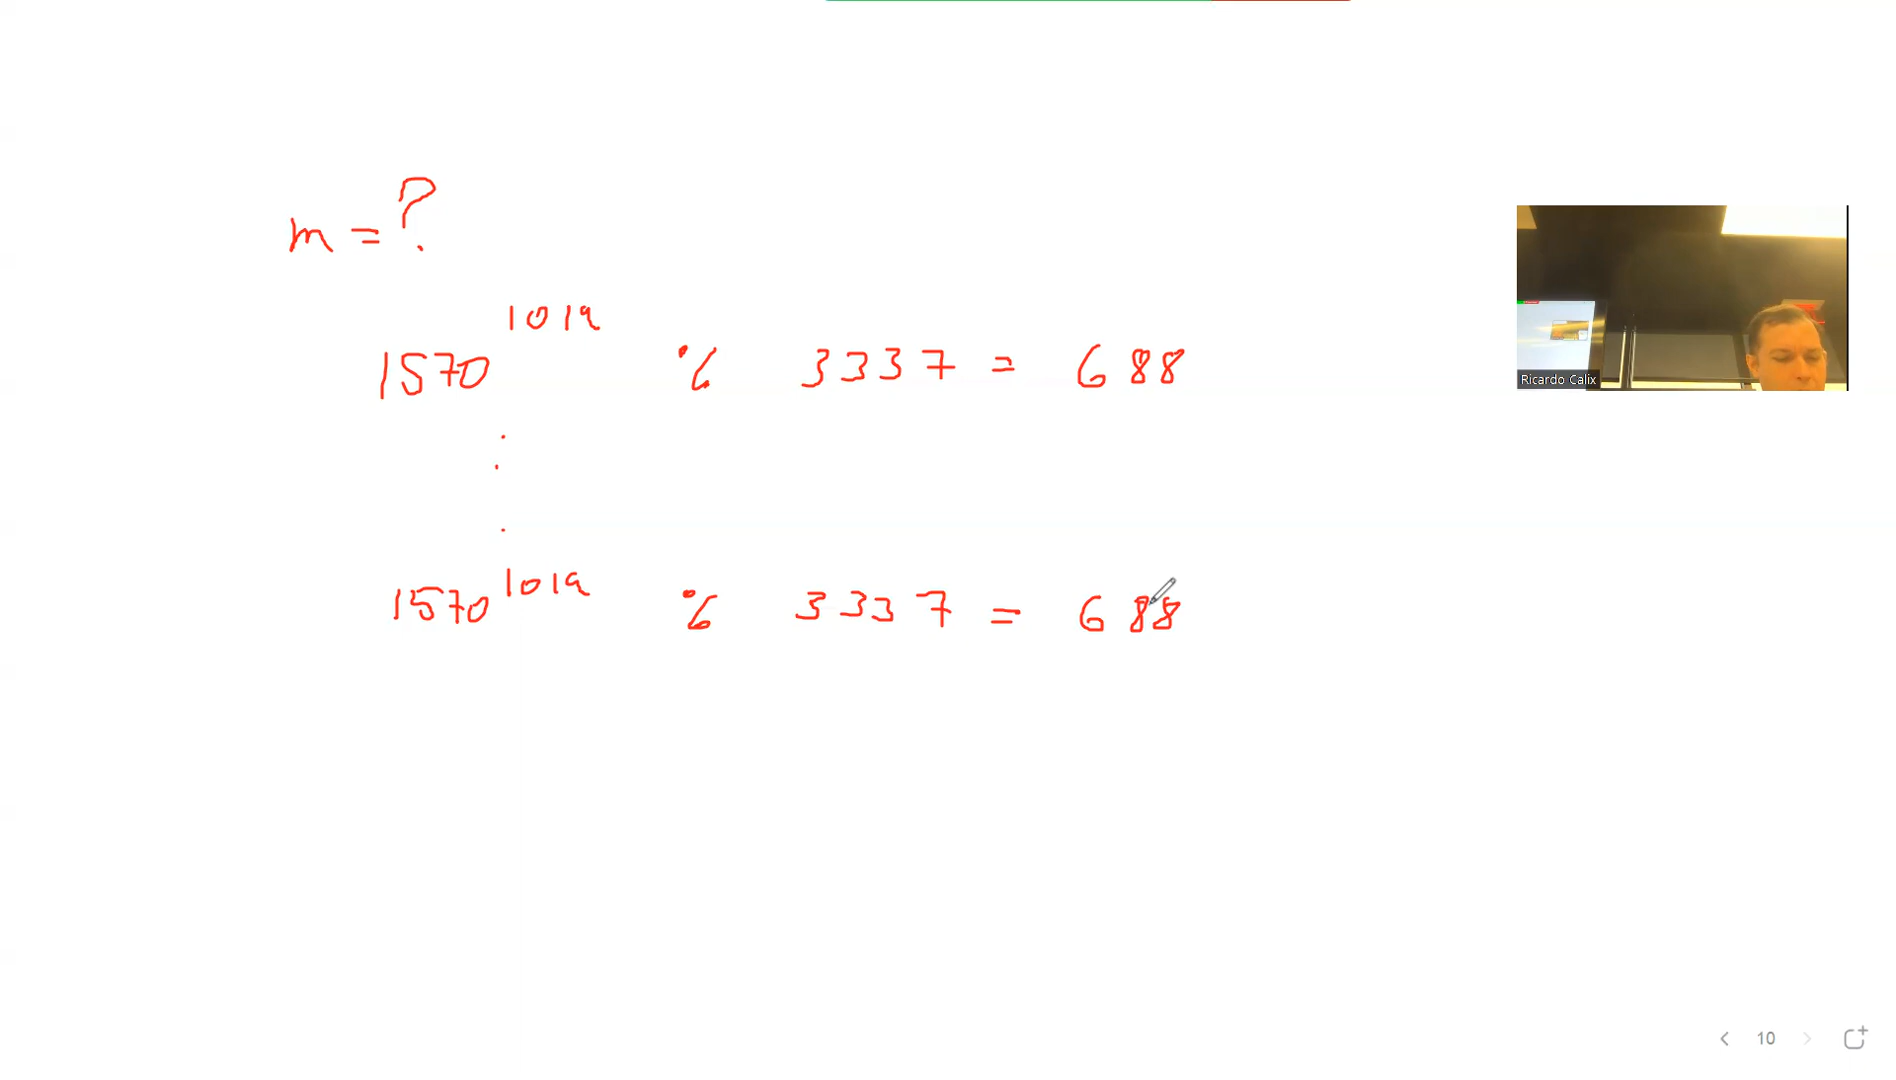 m = ?
1570^1019 % 3337 = 688
.
.
.
1570^1019 % 3337 = 688
Ricardo Calix
10